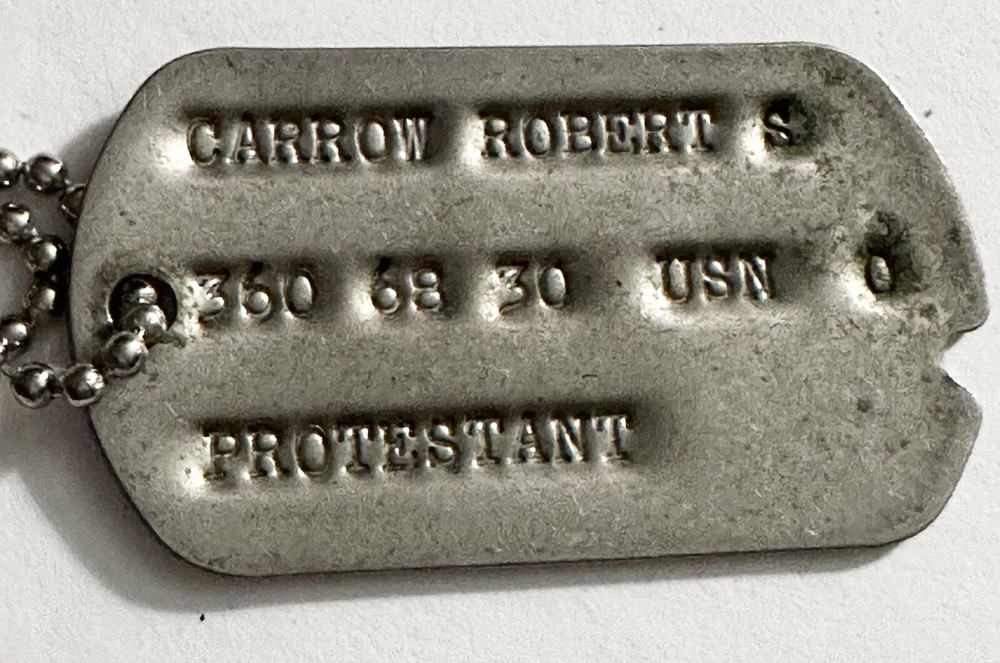 CARROW ROBERT S
360 68 30 USN O
PROTESTANT